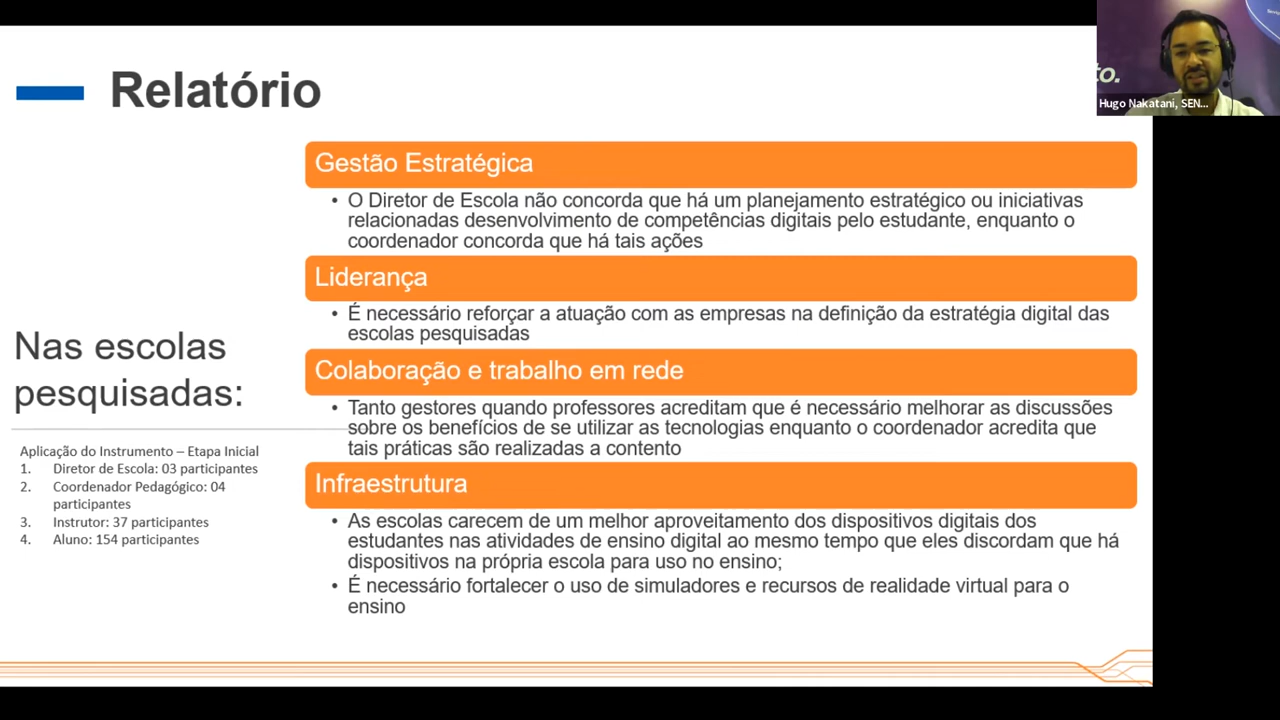 Relatório
Gestão Estratégica
• O Diretor de Escola não concorda que há um planejamento estratégico ou iniciativas
relacionadas desenvolvimento de competências digitais pelo estudante, enquanto o
coordenador concorda que há tais ações
Liderança
• É necessário reforçar a atuação com as empresas na definição da estratégia digital das
escolas pesquisadas
Colaboração e trabalho em rede
• Tanto gestores quando professores acreditam que é necessário melhorar as discussões
sobre os benefícios de se utilizar as tecnologias enquanto o coordenador acredita que
tais práticas são realizadas a contento
Infraestrutura
• As escolas carecem de um melhor aproveitamento dos dispositivos digitais dos
estudantes nas atividades de ensino digital ao mesmo tempo que eles discordam que há
dispositivos na própria escola para uso no ensino;
• É necessário fortalecer o uso de simuladores e recursos de realidade virtual para o
ensino
Nas escolas
pesquisadas:
Aplicação do Instrumento – Etapa Inicial
1. Diretor de Escola: 03 participantes
2. Coordenador Pedagógico: 04
participantes
3. Instrutor: 37 participantes
4. Aluno: 154 participantes
to.
Hugo Nakatani, SEN...